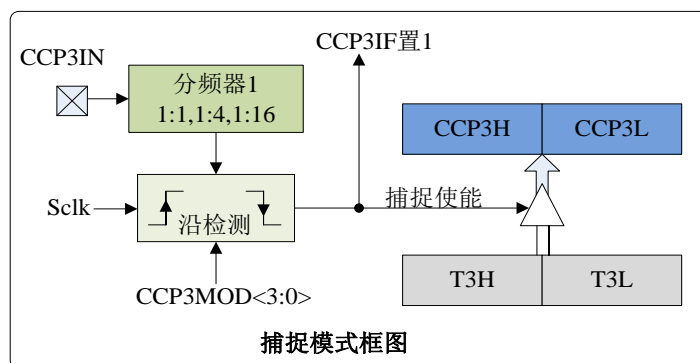 CCP3IF置1
CCP3IN
分频器1
1:1,1:4,1:16
CCP3H CCP3L
Sclk
沿检测
捕捉使能
CCP3MOD<3:0>
T3H T3L
捕捉模式框图